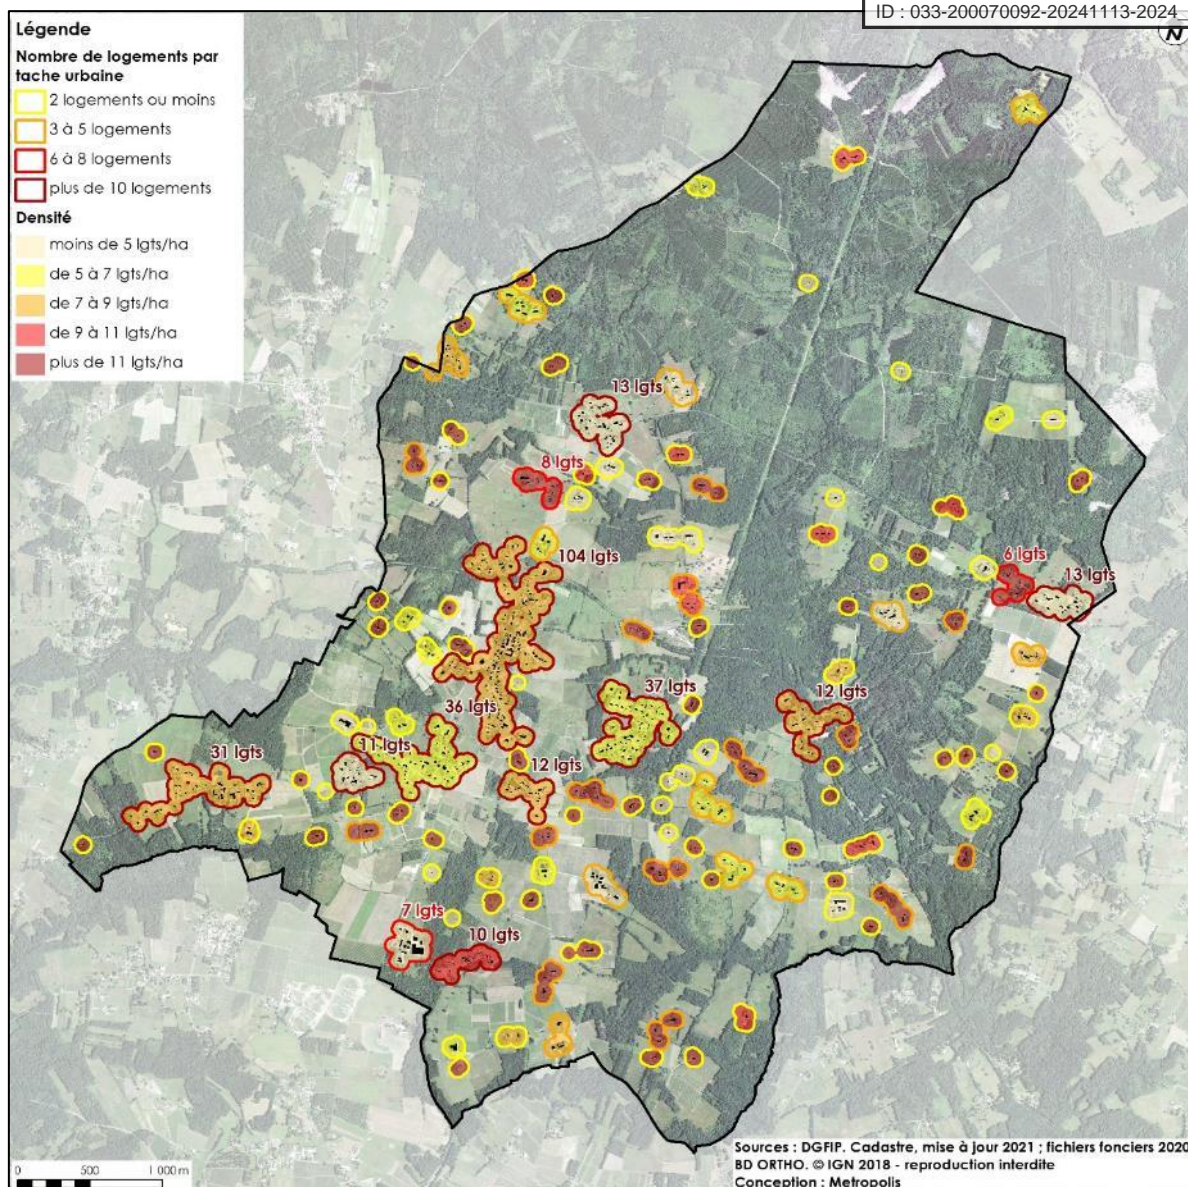 ID : 033-200070092-20241113-2024
N
Légende
Nombre de logements par
tache urbaine
2 logements ou moins
3 à 5 logements
6 à 8 logements
plus de 10 logements
Densité
moins de 5 lgts/ha
de 5 à 7 lgts/ha
de 7 à 9 lgts/ha
de 9 à 11 lgts/ha
plus de 11 lgts/ha
13 lgts
8 lgts
104 lgts
6 lgts
13 lgts
37 lgts
12 lgts
36 lgts
11 lgts
31 lgts
12 lgts
7 lgts
10 lgts
Sources : DGFIP. Cadastre, mise à jour 2021 ; fichiers fonciers 2020
BD ORTHO. © IGN 2018 - reproduction interdite
Conception : Metropolis
0 500 1 000 m